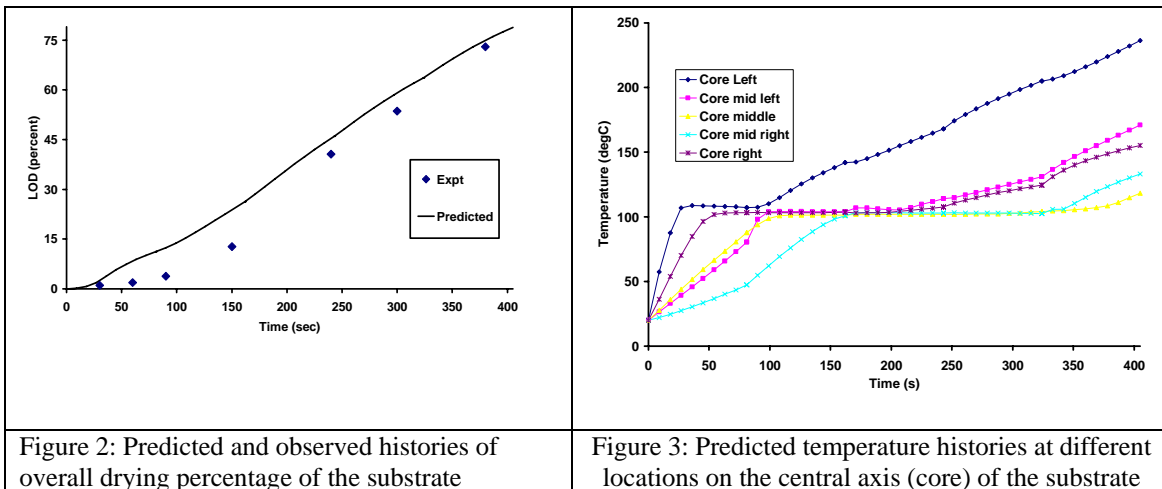 75
60
45
30
15
0
LOD (percent)
Expt
Predicted
0 50 100 150 200 250 300 350 400
Time (sec)
Figure 2: Predicted and observed histories of
overall drying percentage of the substrate
250
200
150
100
50
0
Temperature (degC)
Core Left
Core mid left
Core middle
Core mid right
Core right
0 50 100 150 200 250 300 350 400
Time (s)
Figure 3: Predicted temperature histories at different
locations on the central axis (core) of the substrate